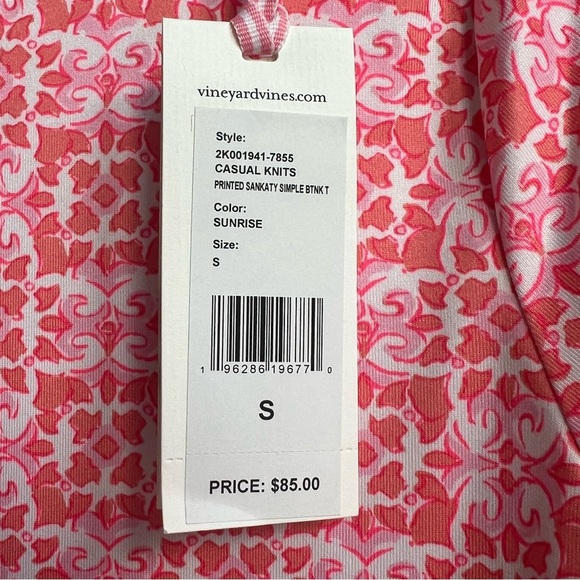 vineyardvines.com
Style:
2K001941-7855
CASUAL KNITS
PRINTED SANKATY SIMPLE BTNK T
Color:
SUNRISE
Size:
S
1 96286 19677 0
S
PRICE: $85.00